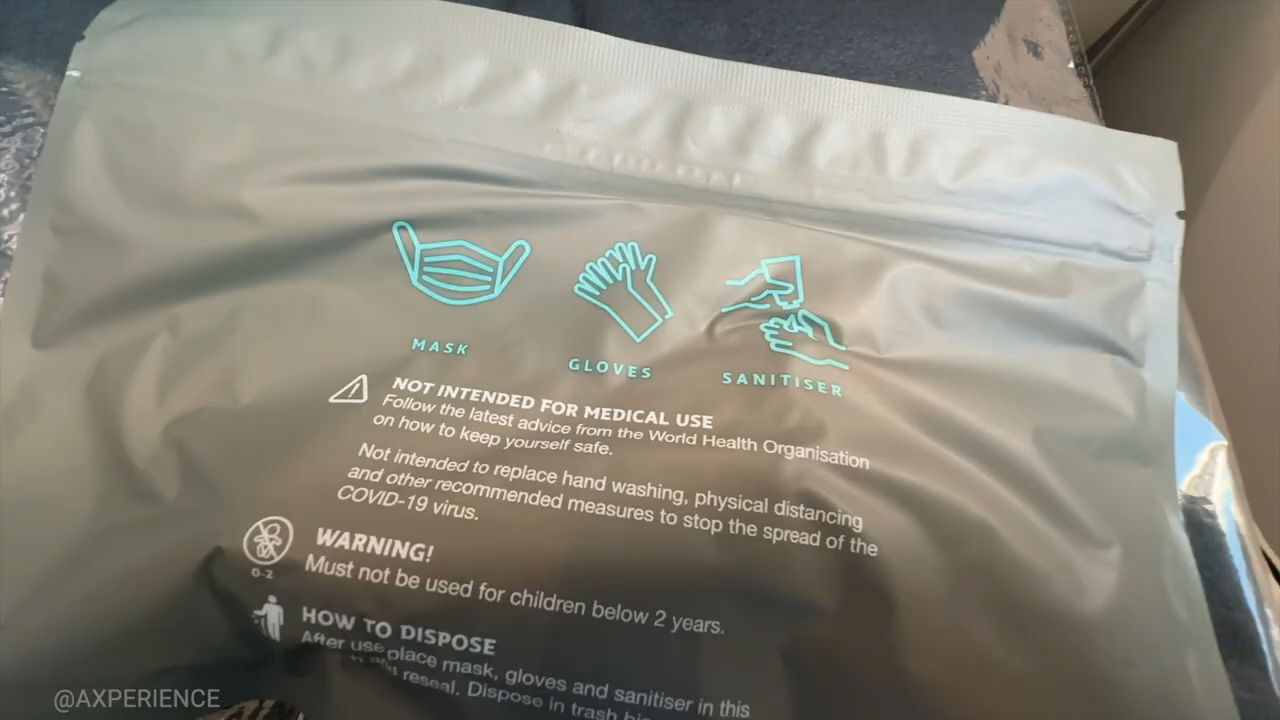 MASK
GLOVES
SANITISER
NOT INTENDED FOR MEDICAL USE
Follow the latest advice from the World Health Organisation
on how to keep yourself safe.
Not intended to replace hand washing, physical distancing
and other recommended measures to stop the spread of the
COVID-19 virus.
0-2
WARNING!
Must not be used for children below 2 years.
HOW TO DISPOSE
After use place mask, gloves and sanitiser in this
and reseal. Dispose in trash
@AXPERIENCE